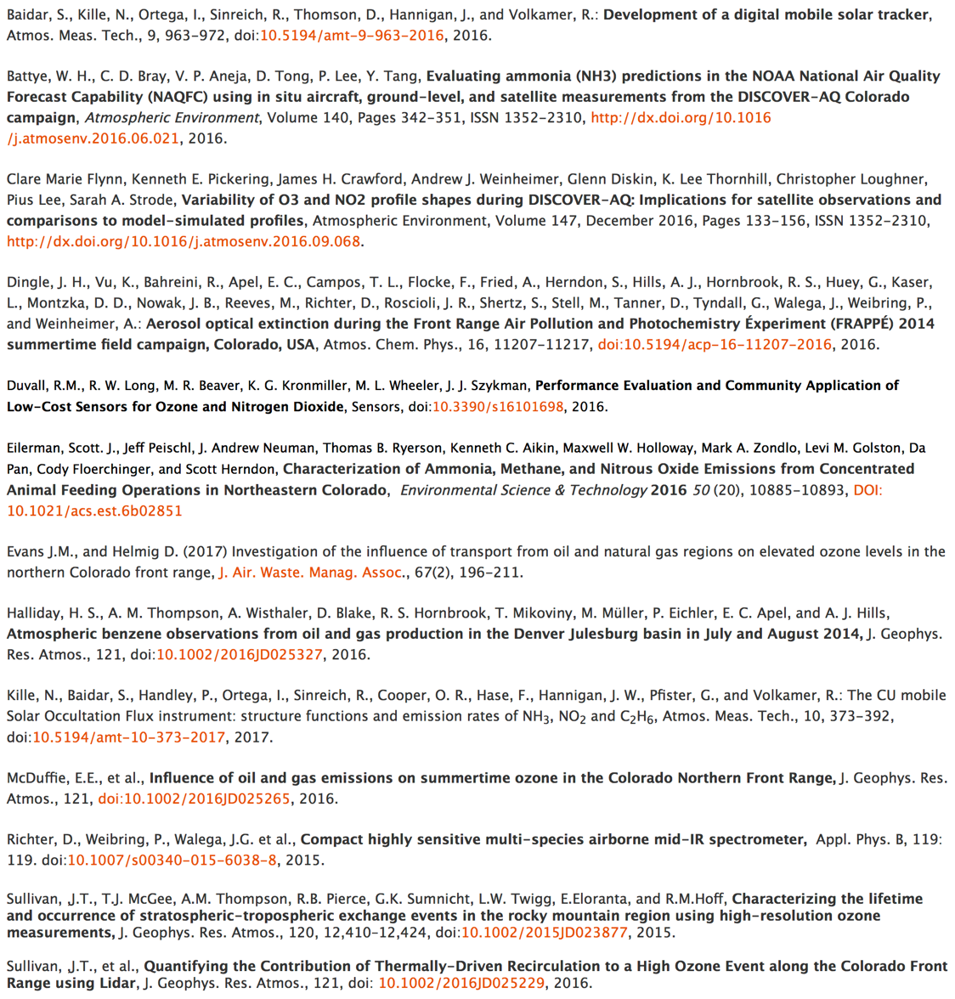 Baidar, S., Kille, N., Ortega, I., Sinreich, R., Thomson, D., Hannigan, J., and Volkamer, R.: Development of a digital mobile solar tracker,
Atmos. Meas. Tech., 9, 963-972, doi:10.5194/amt-9-963-2016, 2016.
Battye, W. H., C. D. Bray, V. P. Aneja, D. Tong, P. Lee, Y. Tang, Evaluating ammonia (NH3) predictions in the NOAA National Air Quality
Forecast Capability (NAQFC) using in situ aircraft, ground-level, and satellite measurements from the DISCOVER-AQ Colorado
campaign, Atmospheric Environment, Volume 140, Pages 342-351, ISSN 1352-2310, http://dx.doi.org/10.1016
/j.atmosenv.2016.06.021, 2016.
Clare Marie Flynn, Kenneth E. Pickering, James H. Crawford, Andrew J. Weinheimer, Glenn Diskin, K. Lee Thornhill, Christopher Loughner,
Pius Lee, Sarah A. Strode, Variability of O3 and NO2 profile shapes during DISCOVER-AQ: Implications for satellite observations and
comparisons to model-simulated profiles, Atmospheric Environment, Volume 147, December 2016, Pages 133-156, ISSN 1352-2310,
http://dx.doi.org/10.1016/j.atmosenv.2016.09.068.
Dingle, J. H., Vu, K., Bahreini, R., Apel, E. C., Campos, T. L., Flocke, F., Fried, A., Herndon, S., Hills, A. J., Hornbrook, R. S., Huey, G., Kaser,
L., Montzka, D. D., Nowak, J. B., Reeves, M., Richter, D., Roscioli, J. R., Shertz, S., Stell, M., Tanner, D., Tyndall, G., Walega, J., Weibring, P.,
and Weinheimer, A.: Aerosol optical extinction during the Front Range Air Pollution and Photochemistry Éxperiment (FRAPPÉ) 2014
summertime field campaign, Colorado, USA, Atmos. Chem. Phys., 16, 11207-11217, doi:10.5194/acp-16-11207-2016, 2016.
Duvall, R.M., R. W. Long, M. R. Beaver, K. G. Kronmiller, M. L. Wheeler, J. J. Szykman, Performance Evaluation and Community Application of
Low-Cost Sensors for Ozone and Nitrogen Dioxide, Sensors, doi:10.3390/s16101698, 2016.
Eilerman, Scott. J., Jeff Peischl, J. Andrew Neuman, Thomas B. Ryerson, Kenneth C. Aikin, Maxwell W. Holloway, Mark A. Zondlo, Levi M. Golston, Da
Pan, Cody Floerchinger, and Scott Herndon, Characterization of Ammonia, Methane, and Nitrous Oxide Emissions from Concentrated
Animal Feeding Operations in Northeastern Colorado, Environmental Science & Technology 2016 50 (20), 10885-10893, DOI:
10.1021/acs.est.6b02851
Evans J.M., and Helmig D. (2017) Investigation of the influence of transport from oil and natural gas regions on elevated ozone levels in the
northern Colorado front range, J. Air. Waste. Manag. Assoc., 67(2), 196-211.
Halliday, H. S., A. M. Thompson, A. Wisthaler, D. Blake, R. S. Hornbrook, T. Mikoviny, M. Müller, P. Eichler, E. C. Apel, and A. J. Hills,
Atmospheric benzene observations from oil and gas production in the Denver Julesburg basin in July and August 2014, J. Geophys.
Res. Atmos., 121, doi:10.1002/2016JD025327, 2016.
Kille, N., Baidar, S., Handley, P., Ortega, I., Sinreich, R., Cooper, O. R., Hase, F., Hannigan, J. W., Pfister, G., and Volkamer, R.: The CU mobile
Solar Occultation Flux instrument: structure functions and emission rates of NH3, NO2 and C2H6, Atmos. Meas. Tech., 10, 373-392,
doi:10.5194/amt-10-373-2017, 2017.
McDuffie, E.E., et al., Influence of oil and gas emissions on summertime ozone in the Colorado Northern Front Range, J. Geophys. Res.
Atmos., 121, doi:10.1002/2016JD025265, 2016.
Richter, D., Weibring, P., Walega, J.G. et al., Compact highly sensitive multi-species airborne mid-IR spectrometer, Appl. Phys. B, 119:
119. doi:10.1007/s00340-015-6038-8, 2015.
Sullivan, .J.T., T.J. McGee, A.M. Thompson, R.B. Pierce, G.K. Sumnicht, L.W. Twigg, E.Eloranta, and R.M.Hoff, Characterizing the lifetime
and occurrence of stratospheric-tropospheric exchange events in the rocky mountain region using high-resolution ozone
measurements, J. Geophys. Res. Atmos., 120, 12,410-12,424, doi:10.1002/2015JD023877, 2015.
Sullivan, .J.T., et al., Quantifying the Contribution of Thermally-Driven Recirculation to a High Ozone Event along the Colorado Front
Range using Lidar, J. Geophys. Res. Atmos., 121, doi: 10.1002/2016JD025229, 2016.